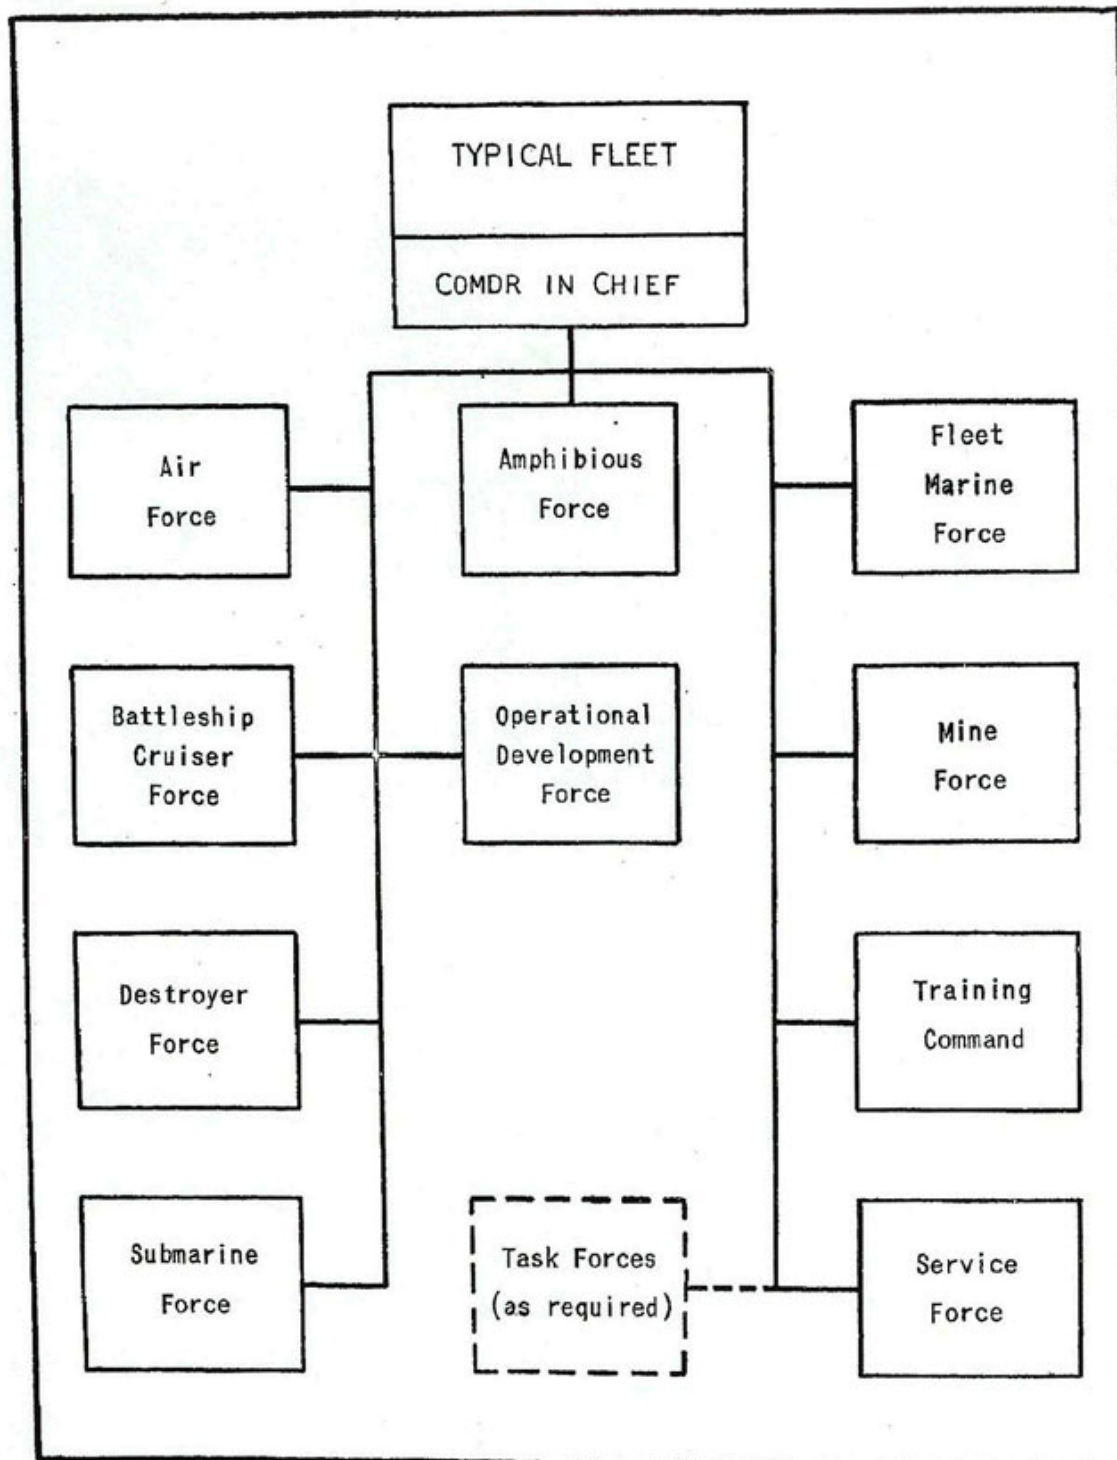 TYPICAL FLEET
COMDR IN CHIEF
Air
Force
Amphibious
Force
Fleet
Marine
Force
Battleship
Cruiser
Force
Operational
Development
Force
Mine
Force
Destroyer
Force
Training
Command
Submarine
Force
Task Forces
(as required)
Service
Force